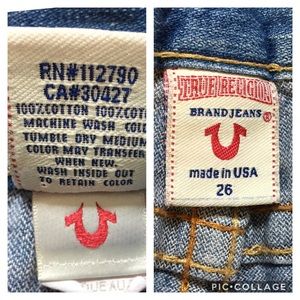 RN#112790
CA#30427
100%COTTON 100%COT
MACHINE WASH COLD
TUMBLE DRY MEDIUM
COLOR MAY TRANSFER
WHEN NEW.
WASH INSIDE OUT
TO RETAIN COLOR
TRUE RELIGION
BRAND JEANS
made in USA
26
PIC•COLLAGE